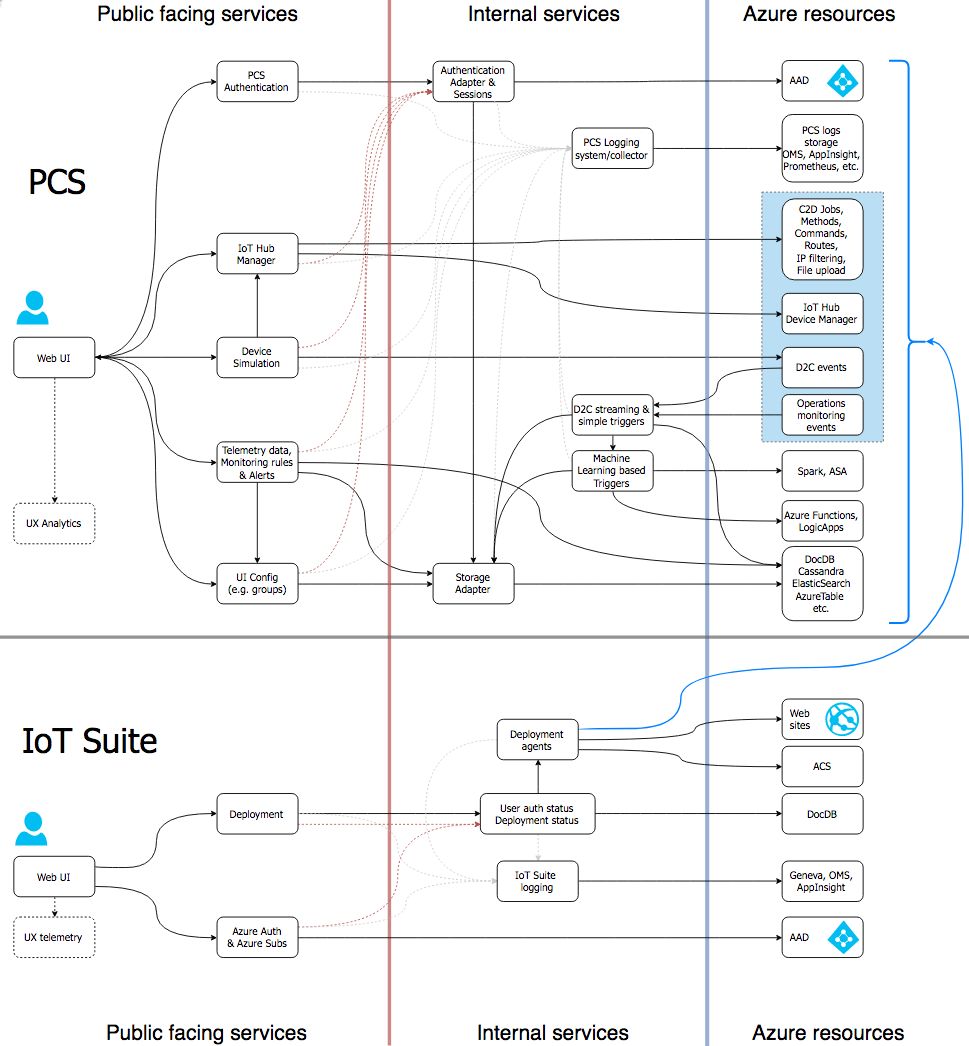 Public facing services
Internal services
Azure resources
PCS
Authentication
Authentication
Adapter &
Sessions
AAD
PCS Logging
system/collector
PCS logs
storage
OMS, AppInsight,
Prometheus, etc.
PCS
IoT Hub
Manager
C2D Jobs,
Methods,
Commands,
Routes,
IP filtering,
File upload
IoT Hub
Device Manager
Web UI
Device
Simulation
D2C events
D2C streaming &
simple triggers
Operations
monitoring
events
Telemetry data,
Monitoring rules
& Alerts
Machine
Learning based
Triggers
Spark, ASA
UX Analytics
Azure Functions,
LogicApps
UI Config
(e.g. groups)
Storage
Adapter
DocDB
Cassandra
ElasticSearch
AzureTable
etc.
IoT Suite
Deployment
agents
Web
sites
ACS
Deployment
User auth status
Deployment status
DocDB
Web UI
IoT Suite
logging
Geneva, OMS,
AppInsight
UX telemetry
Azure Auth
& Azure Subs
AAD
Public facing services
Internal services
Azure resources